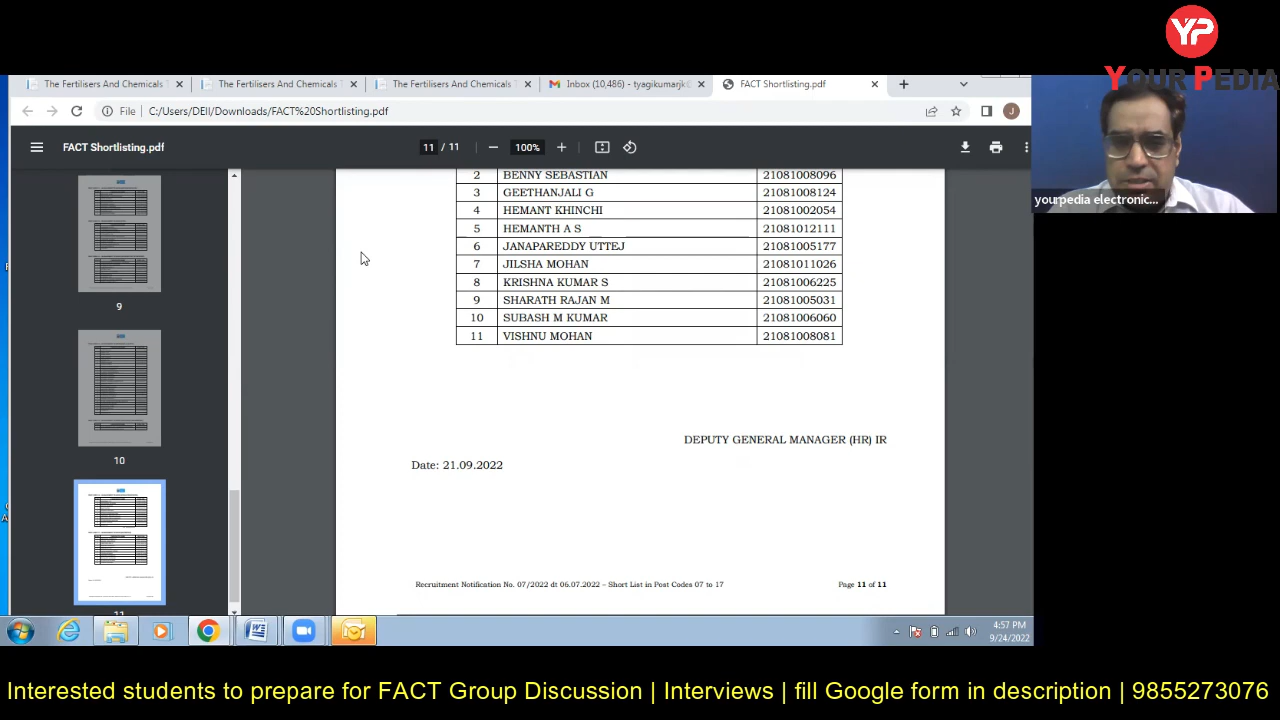 YP
YOUR PEDIA
The Fertilisers And Chemicals T
The Fertilisers And Chemicals T
The Fertilisers And Chemicals T
Inbox (10,486) - tyagikumarjk@
FACT Shortlisting.pdf
File
C:/Users/DEll/Downloads/FACT%20Shortlisting.pdf
J
FACT Shortlisting.pdf
11 / 11
100%
yourpedia electronic...
2 BENNY SEBASTIAN 21081008096
3 GEETHANJALI G 21081008124
4 HEMANT KHINCHI 21081002054
5 HEMANTH A S 21081012111
6 JANAPAREDDY UTTEJ 21081005177
7 JILSHA MOHAN 21081011026
8 KRISHNA KUMAR S 21081006225
9 SHARATH RAJAN M 21081005031
10 SUBASH M KUMAR 21081006060
11 VISHNU MOHAN 21081008081
9
10
11
DEPUTY GENERAL MANAGER (HR) IR
Date: 21.09.2022
Recruitment Notification No. 07/2022 dt 06.07.2022 – Short List in Post Codes 07 to 17
Page 11 of 11
4:57 PM
9/24/2022
Interested students to prepare for FACT Group Discussion | Interviews | fill Google form in description | 9855273076